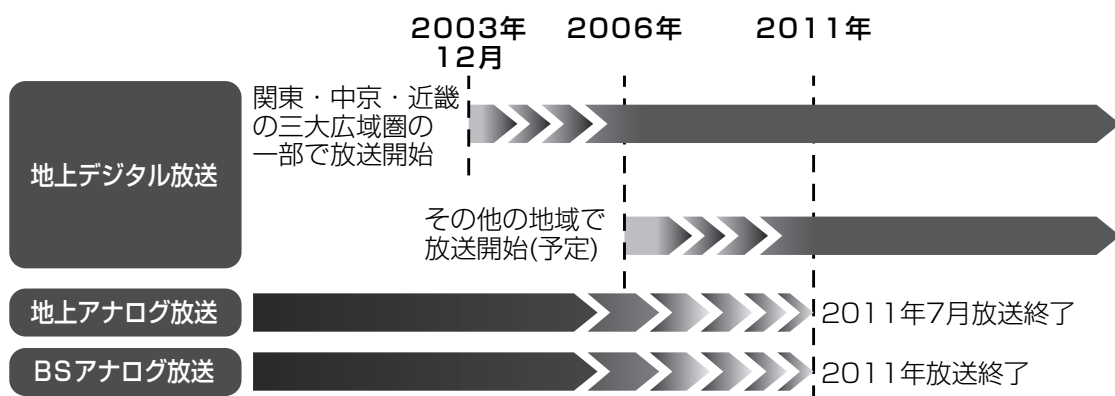 2003年
12月
2006年
2011年
地上デジタル放送
関東・中京・近畿
の三大広域圏の
一部で放送開始
その他の地域で
放送開始(予定)
地上アナログ放送
2011年7月放送終了
BSアナログ放送
2011年放送終了